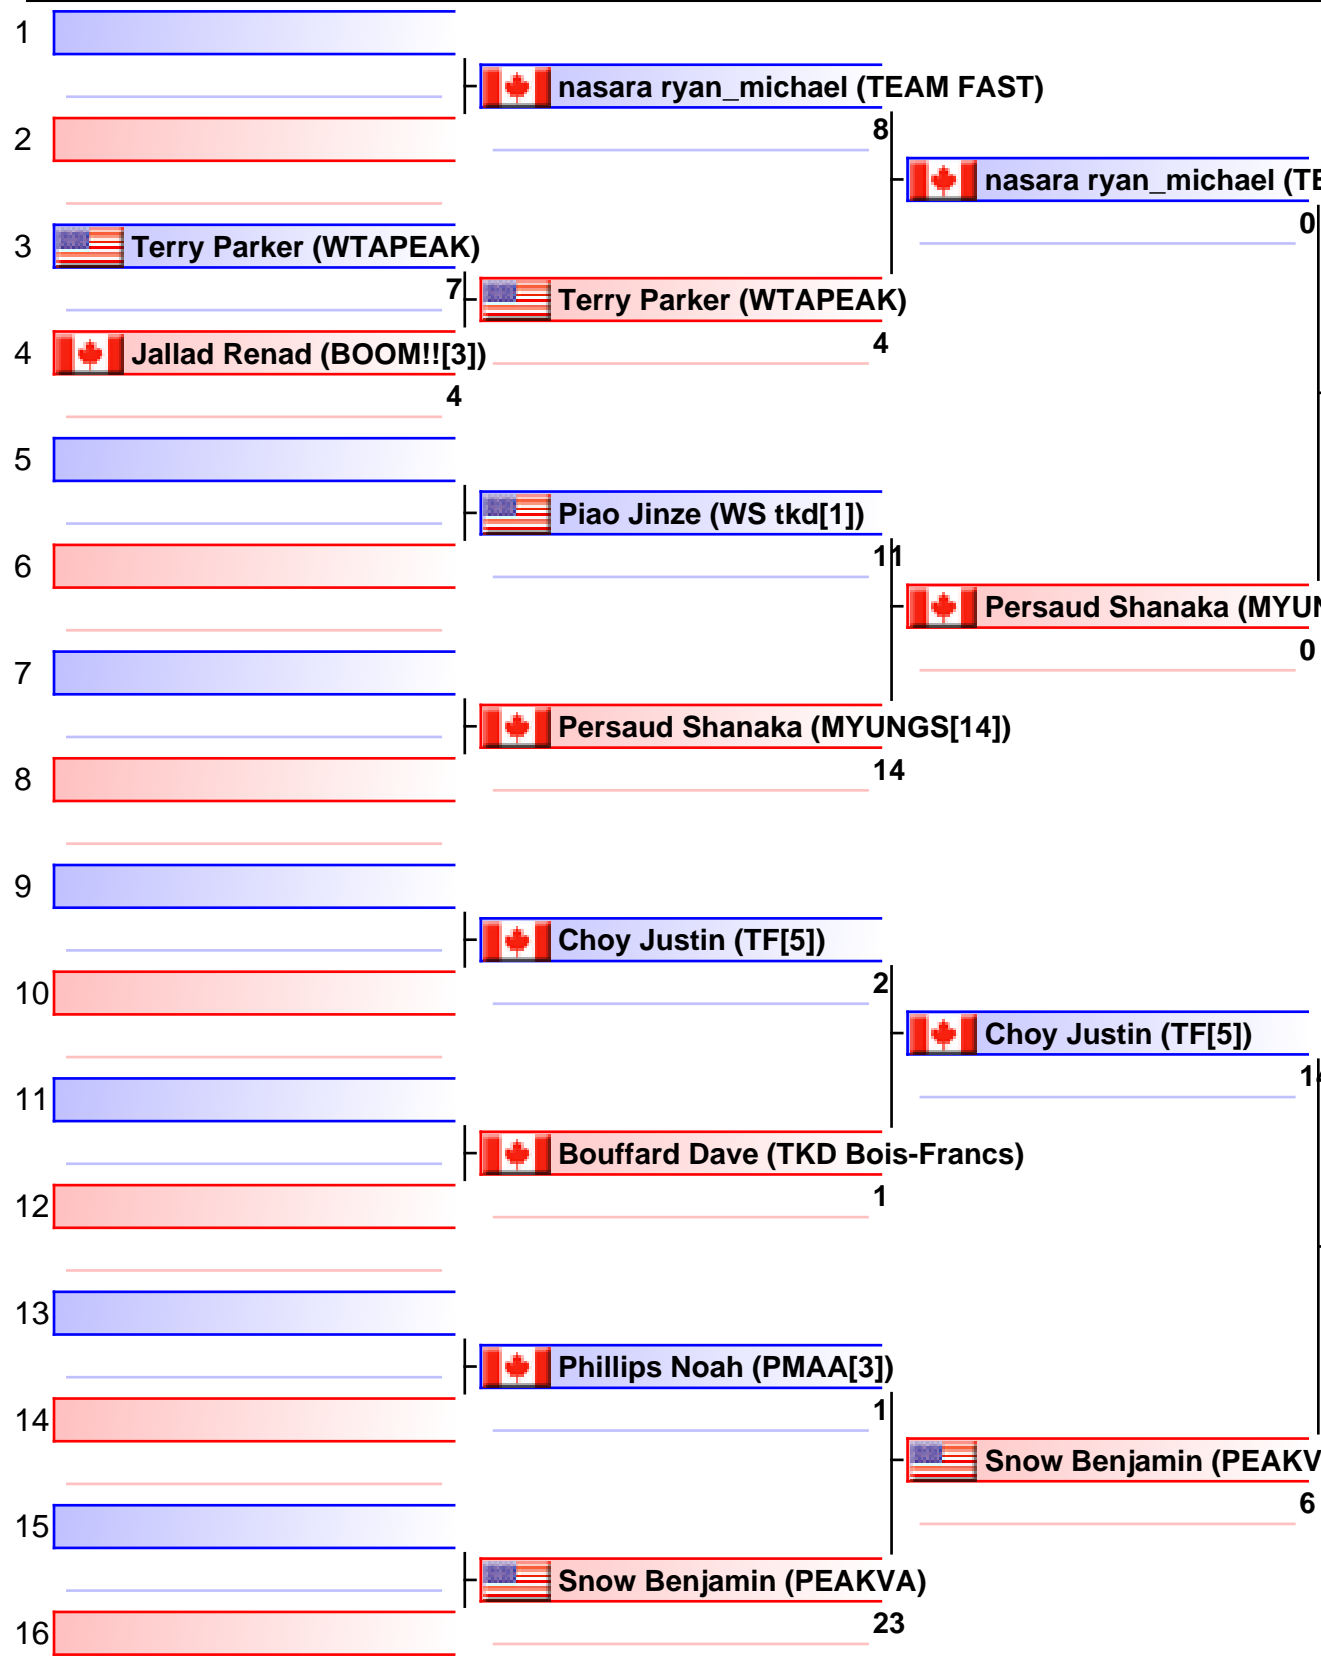 1
nasara ryan_michael (TEAM FAST)
2
8
nasara ryan_michael (TE
0
3
Terry Parker (WTAPEAK)
7
Terry Parker (WTAPEAK)
4
Jallad Renad (BOOM!!![3])
4
4
5
Piao Jinze (WS tkd[1])
11
6
Persaud Shanaka (MYUN
0
7
Persaud Shanaka (MYUNGS[14])
14
8
9
Choy Justin (TF[5])
2
10
Choy Justin (TF[5])
14
11
Bouffard Dave (TKD Bois-Francs)
1
12
13
Phillips Noah (PMAA[3])
1
14
Snow Benjamin (PEAKV
6
15
Snow Benjamin (PEAKVA)
23
16